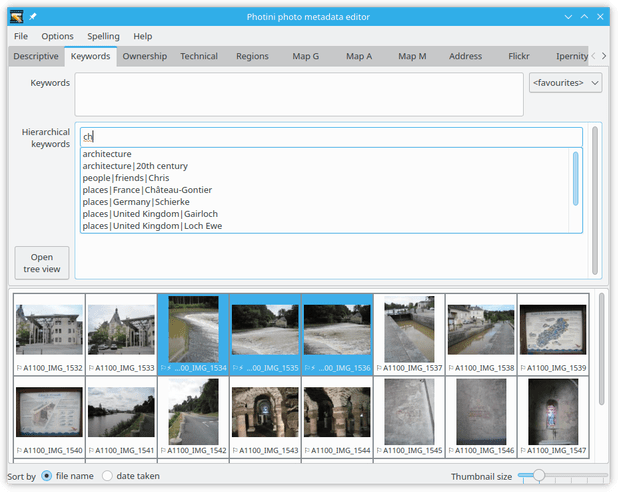 Photini photo metadata editor
File Options Spelling Help
Descriptive Keywords Ownership Technical Regions Map G Map A Map M Address Flickr Ipernity
Keywords
<favourites>
Hierarchical
keywords
ch
architecture
architecture|20th century
people|friends|Chris
places|France|Château-Gontier
places|Germany|Schierke
places|United Kingdom|Gairloch
places|United Kingdom|Loch Ewe
Open
tree view
A1100_IMG_1532 A1100_IMG_1533 ...00_IMG_1534 ...00_IMG_1535 ...00_IMG_1536 A1100_IMG_1537 A1100_IMG_1538 A1100_IMG_1539
A1100_IMG_1540 A1100_IMG_1541 A1100_IMG_1542 A1100_IMG_1543 A1100_IMG_1544 A1100_IMG_1545 A1100_IMG_1546 A1100_IMG_1547
Sort by file name date taken Thumbnail size